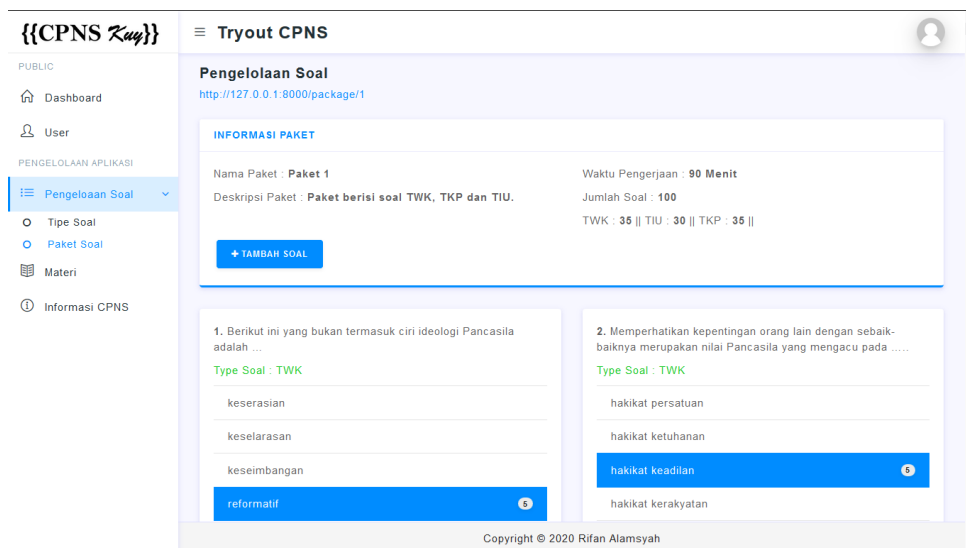 {{CPNS Kuy}}
Tryout CPNS
PUBLIC
Dashboard
User
PENGELOLAAN APLIKASI
Pengeloaan Soal
Tipe Soal
Paket Soal
Materi
Informasi CPNS
Pengelolaan Soal
http://127.0.0.1:8000/package/1
INFORMASI PAKET
Nama Paket : Paket 1
Deskripsi Paket : Paket berisi soal TWK, TKP dan TIU.
Waktu Pengerjaan : 90 Menit
Jumlah Soal : 100
TWK : 35 || TIU : 30 || TKP : 35 ||
+ TAMBAH SOAL
1. Berikut ini yang bukan termasuk ciri ideologi Pancasila
adalah ...
Type Soal : TWK
keserasian
keselarasan
keseimbangan
reformatif 5
2. Memperhatikan kepentingan orang lain dengan sebaik-
baiknya merupakan nilai Pancasila yang mengacu pada .....
Type Soal : TWK
hakikat persatuan
hakikat ketuhanan
hakikat keadilan 5
hakikat kerakyatan
Copyright © 2020 Rifan Alamsyah